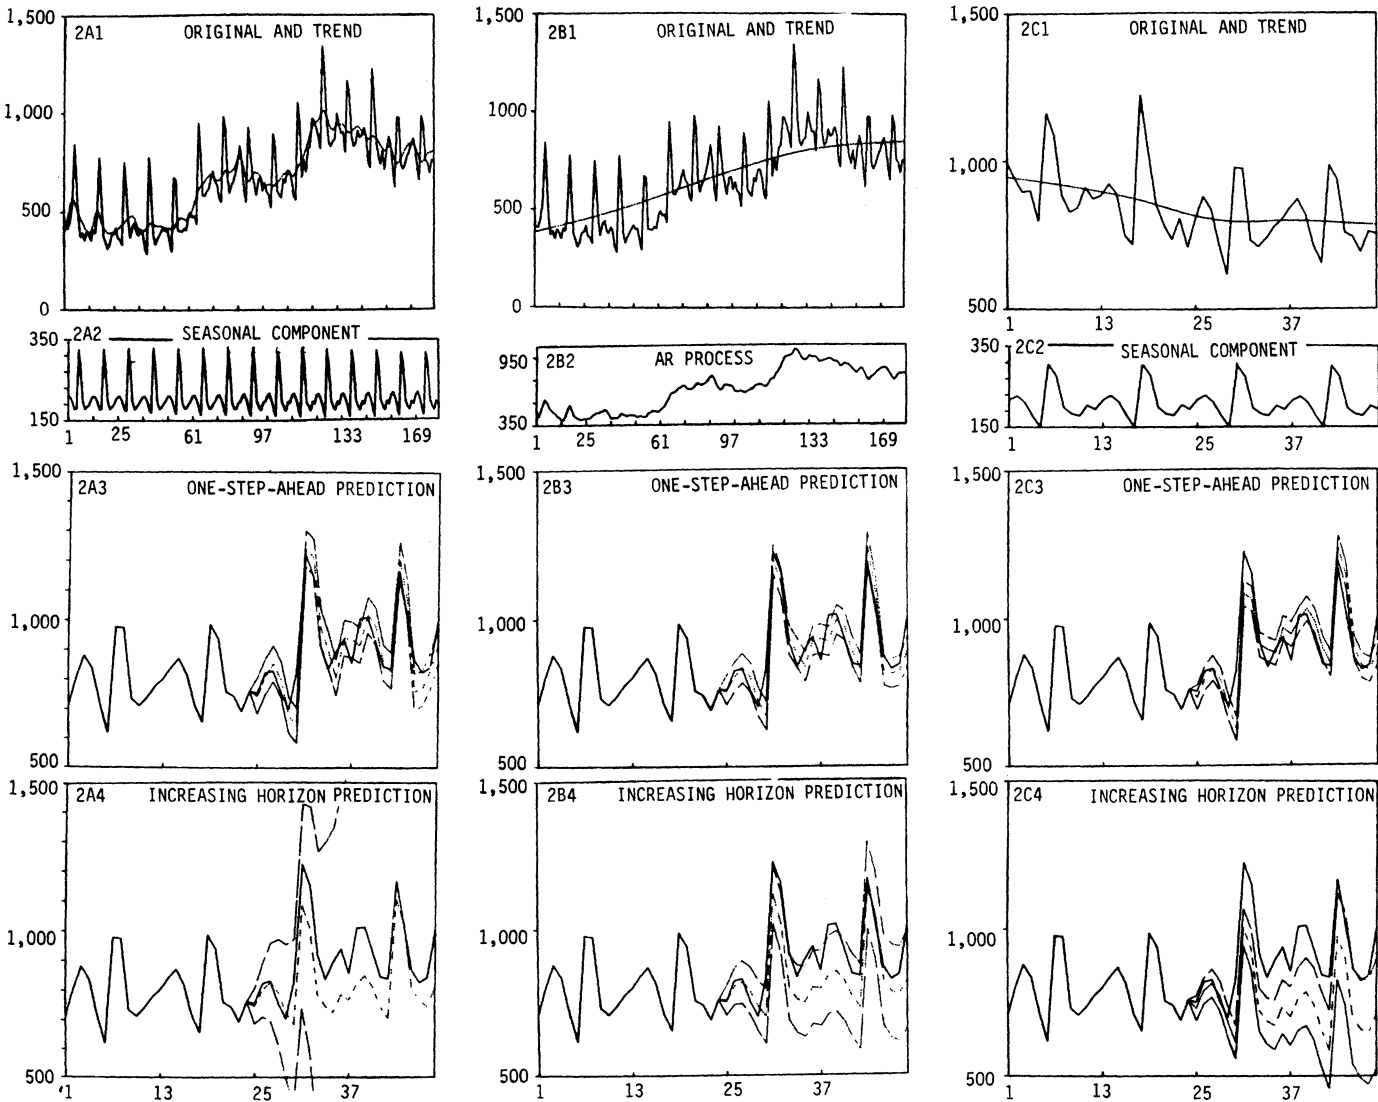 1,500
2A1 ORIGINAL AND TREND
1,000
500
0
1,500
2B1 ORIGINAL AND TREND
1000
500
0
1,500
2C1 ORIGINAL AND TREND
1,000
500
1 13 25 37
350
2A2 SEASONAL COMPONENT
150
1 25 61 97 133 169
950
2B2 AR PROCESS
350
1 25 61 97 133 169
350
2C2 SEASONAL COMPONENT
150
1 13 25 37
1,500
2A3 ONE-STEP-AHEAD PREDICTION
1,000
500
1,500
2B3 ONE-STEP-AHEAD PREDICTION
1,000
500
1,500
2C3 ONE-STEP-AHEAD PREDICTION
1,000
500
1,500
2A4 INCREASING HORIZON PREDICTION
1,000
500
1 13 25 37
1,500
2B4 INCREASING HORIZON PREDICTION
1,000
500
1 13 25 37
1,500
2C4 INCREASING HORIZON PREDICTION
1,000
500
1 13 25 37